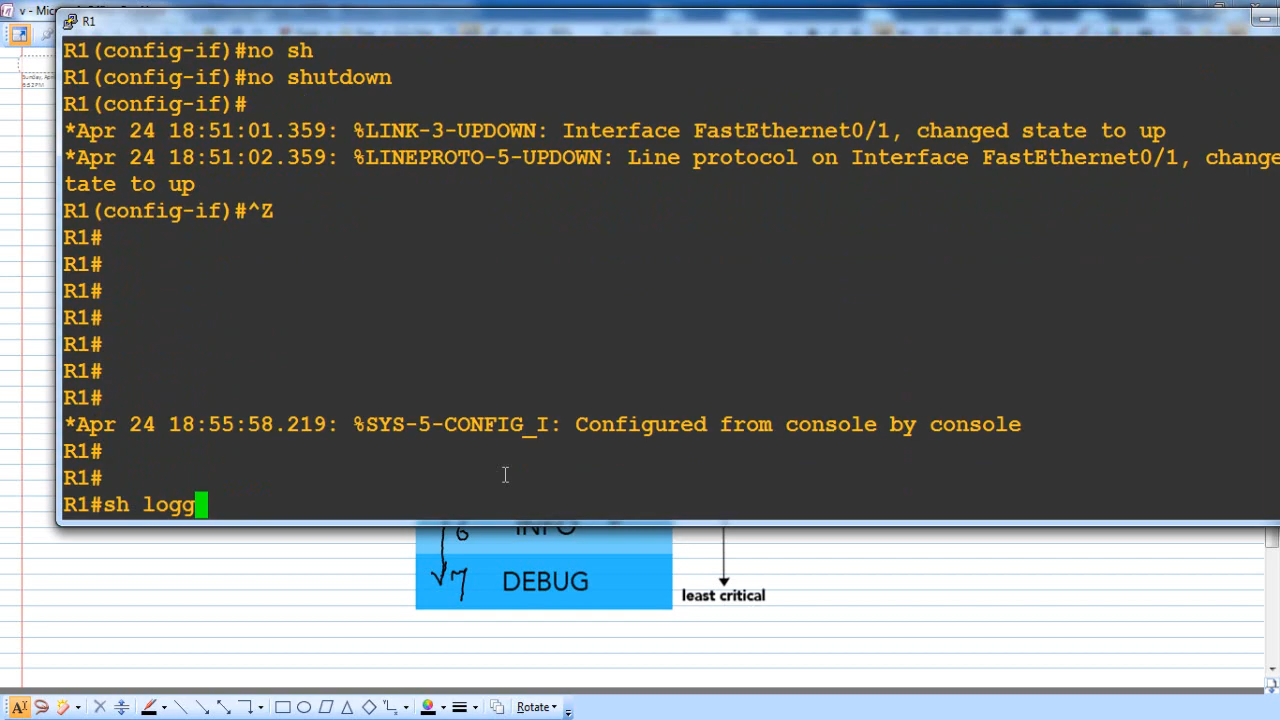 v - Micros
R1
R1(config-if)#no sh
R1(config-if)#no shutdown
R1(config-if)#
*Apr 24 18:51:01.359: %LINK-3-UPDOWN: Interface FastEthernet0/1, changed state to up
*Apr 24 18:51:02.359: %LINEPROTO-5-UPDOWN: Line protocol on Interface FastEthernet0/1, change
tate to up
R1(config-if)#^Z
R1#
R1#
R1#
R1#
R1#
R1#
R1#
*Apr 24 18:55:58.219: %SYS-5-CONFIG_I: Configured from console by console
R1#
R1#
R1#sh logg
6 INFO
7 DEBUG
least critical
Rotate